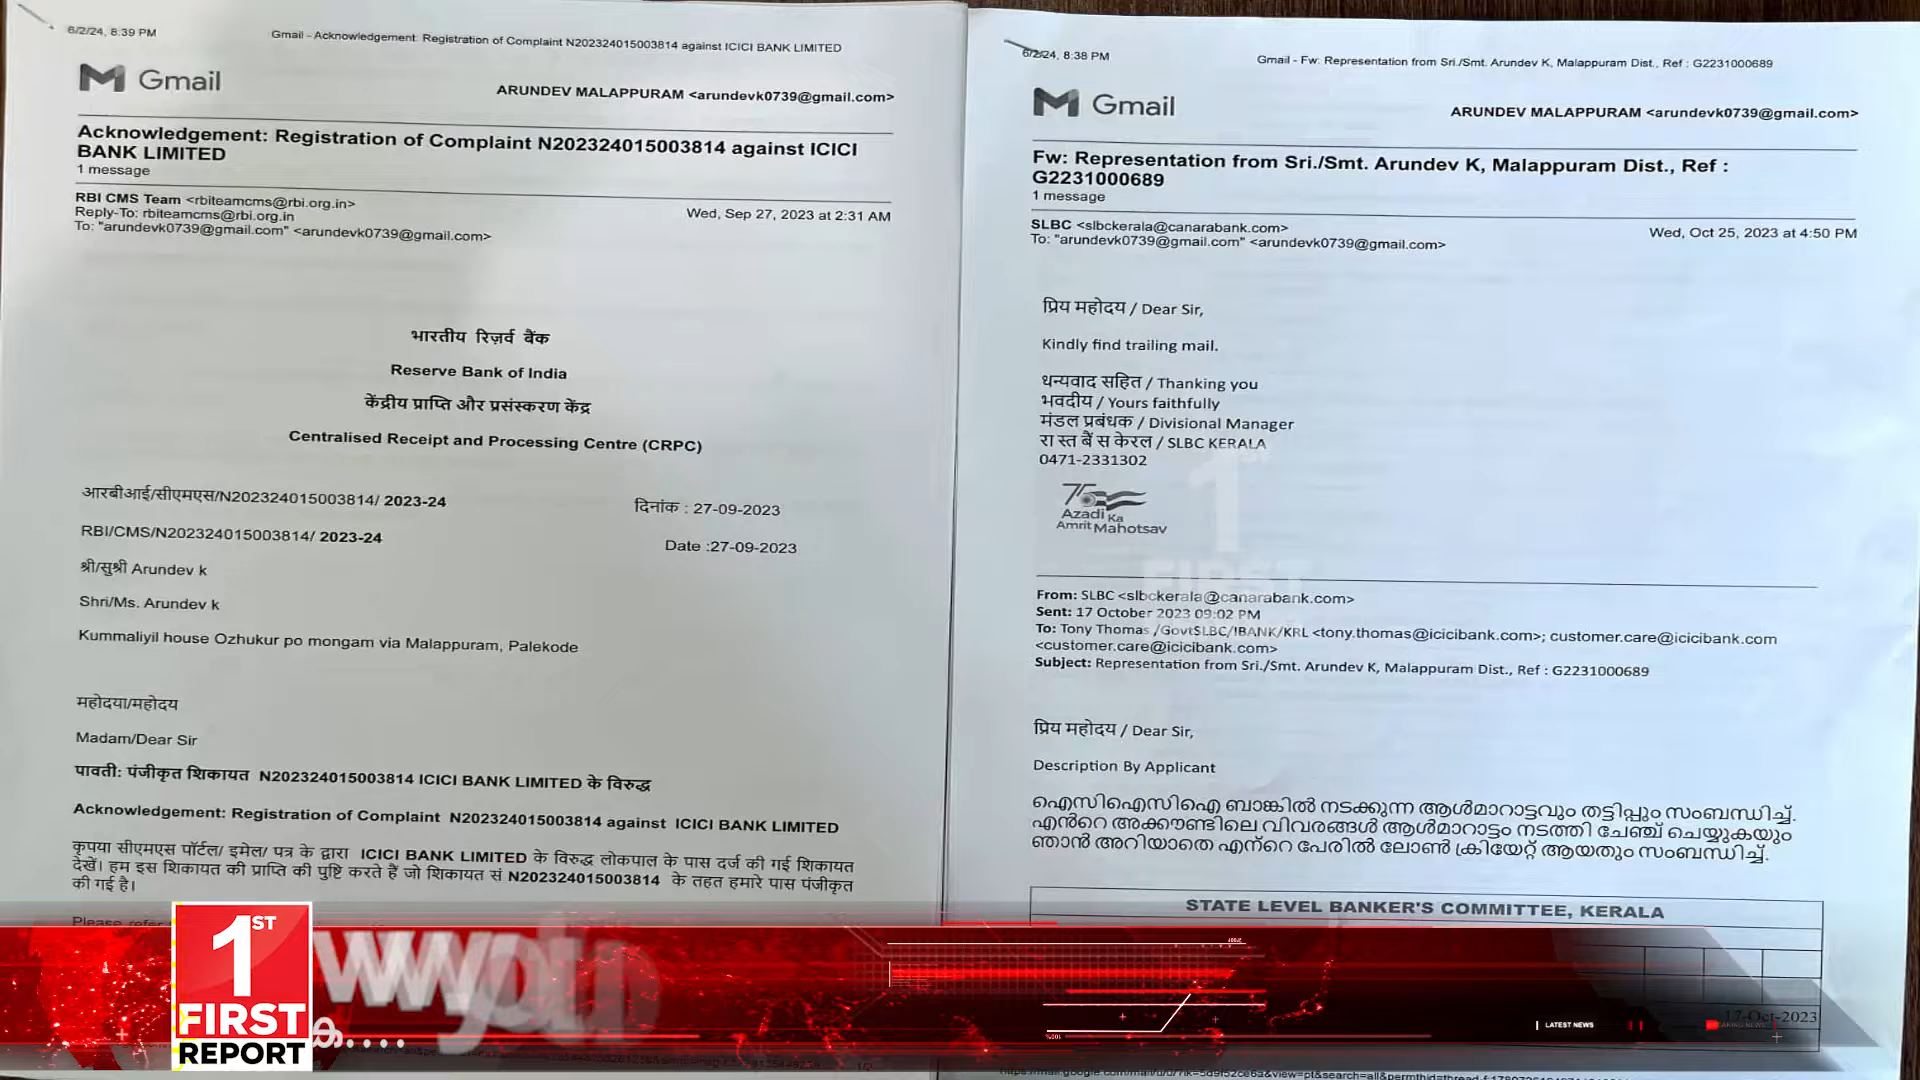 6/2/24, 8:39 PM
Gmail - Acknowledgement: Registration of Complaint N202324015003814 against ICICI BANK LIMITED
Gmail
ARUNDEV MALAPPURAM <arundevk0739@gmail.com>
Acknowledgement: Registration of Complaint N202324015003814 against ICICI
BANK LIMITED
1 message
RBI CMS Team <rbiteamcms@rbi.org.in>
Wed, Sep 27, 2023 at 2:31 AM
Reply-To: rbiteamcms@rbi.org.in
To: "arundevk0739@gmail.com" <arundevk0739@gmail.com>
भारतीय रिज़र्व बैंक
Reserve Bank of India
केंद्रीय प्राप्ति और प्रसंस्करण केंद्र
Centralised Receipt and Processing Centre (CRPC)
आरबीआई/सीएमएस/N202324015003814/ 2023-24
दिनांक : 27-09-2023
RBI/CMS/N202324015003814/ 2023-24
Date :27-09-2023
श्री/सुश्री Arundev k
Shri/Ms. Arundev k
Kummaliyil house Ozhukur po mongam via Malappuram, Palekode
महोदया/महोदय
Madam/Dear Sir
पावती: पंजीकृत शिकायत N202324015003814 ICICI BANK LIMITED के विरुद्ध
Acknowledgement: Registration of Complaint N202324015003814 against ICICI BANK LIMITED
कृपया सीएमएस पॉर्टल/ इमेल/ पत्र के द्वारा ICICI BANK LIMITED के विरुद्ध लोकपाल के पास दर्ज की गई शिकायत
देखें। हम इस शिकायत की प्राप्ति की पुष्टि करते हैं जो शिकायत सं N202324015003814 के तहत हमारे पास पंजीकृत
की गई है।
Please refer
6/2/24, 8:38 PM
Gmail - Fw: Representation from Sri./Smt. Arundev K, Malappuram Dist., Ref : G2231000689
Gmail
ARUNDEV MALAPPURAM <arundevk0739@gmail.com>
Fw: Representation from Sri./Smt. Arundev K, Malappuram Dist., Ref :
G2231000689
1 message
SLBC <slbckerala@canarabank.com>
Wed, Oct 25, 2023 at 4:50 PM
To: "arundevk0739@gmail.com" <arundevk0739@gmail.com>
प्रिय महोदय / Dear Sir,
Kindly find trailing mail.
धन्यवाद सहित / Thanking you
भवदीय / Yours faithfully
मंडल प्रबंधक / Divisional Manager
रा स्त बैं स केरल / SLBC KERALA
0471-2331302
75
Azadi Ka
Amrit Mahotsav
1ST
FIRST
From: SLBC <slbckerala@canarabank.com>
Sent: 17 October 2023 09:02 PM
To: Tony Thomas /GovtSLBC/IBANK/KRL <tony.thomas@icicibank.com>; customer.care@icicibank.com
<customer.care@icicibank.com>
Subject: Representation from Sri./Smt. Arundev K, Malappuram Dist., Ref : G2231000689
प्रिय महोदय / Dear Sir,
Description By Applicant
ഐസിഐസിഐ ബാങ്കിൽ നടക്കുന്ന ആൾമാറാട്ടവും തട്ടിപ്പും സംബന്ധിച്ച്.
എൻറെ അക്കൗണ്ടിലെ വിവരങ്ങൾ ആൾമാറാട്ടം നടത്തി ചേഞ്ച് ചെയ്യുകയും
ഞാൻ അറിയാതെ എന്റെ പേരിൽ ലോൺ ക്രിയേറ്റ് ആയതും സംബന്ധിച്ച്.
STATE LEVEL BANKER'S COMMITTEE, KERALA
17-Oct-2023
1ST
FIRST
REPORT
LATEST NEWS